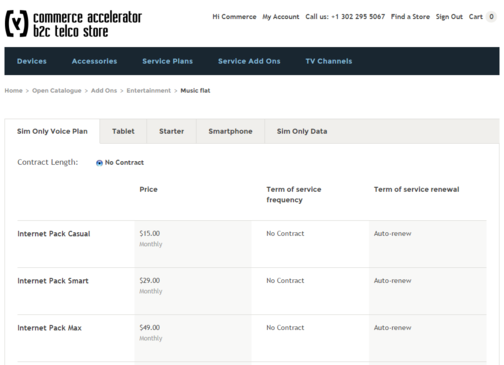 commerce accelerator
b2c telco store
Hi Commerce My Account Call us: +1 302 295 5067 Find a Store Sign Out Cart 0
Devices Accessories Service Plans Service Add Ons TV Channels
Home > Open Catalogue > Add Ons > Entertainment > Music flat
Sim Only Voice Plan Tablet Starter Smartphone Sim Only Data
Contract Length: No Contract
Price Term of service frequency Term of service renewal
Internet Pack Casual $15.00 No Contract Auto-renew
Monthly
Internet Pack Smart $29.00 No Contract Auto-renew
Monthly
Internet Pack Max $49.00 No Contract Auto-renew
Monthly